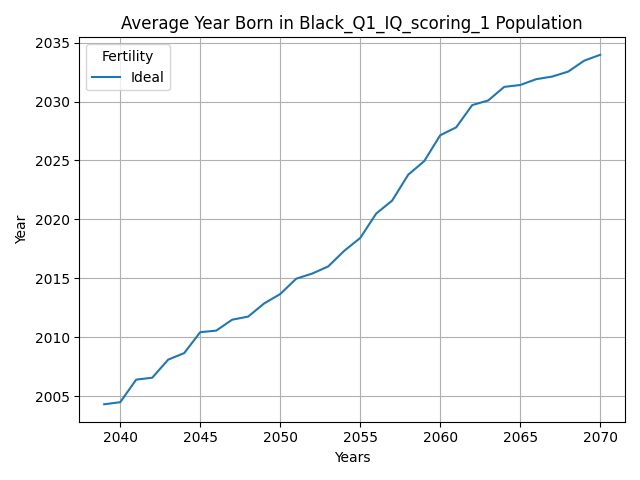 Average Year Born in Black_Q1_IQ_scoring_1 Population
Fertility
Ideal
Year
2035
2030
2025
2020
2015
2010
2005
2040 2045 2050 2055 2060 2065 2070
Years